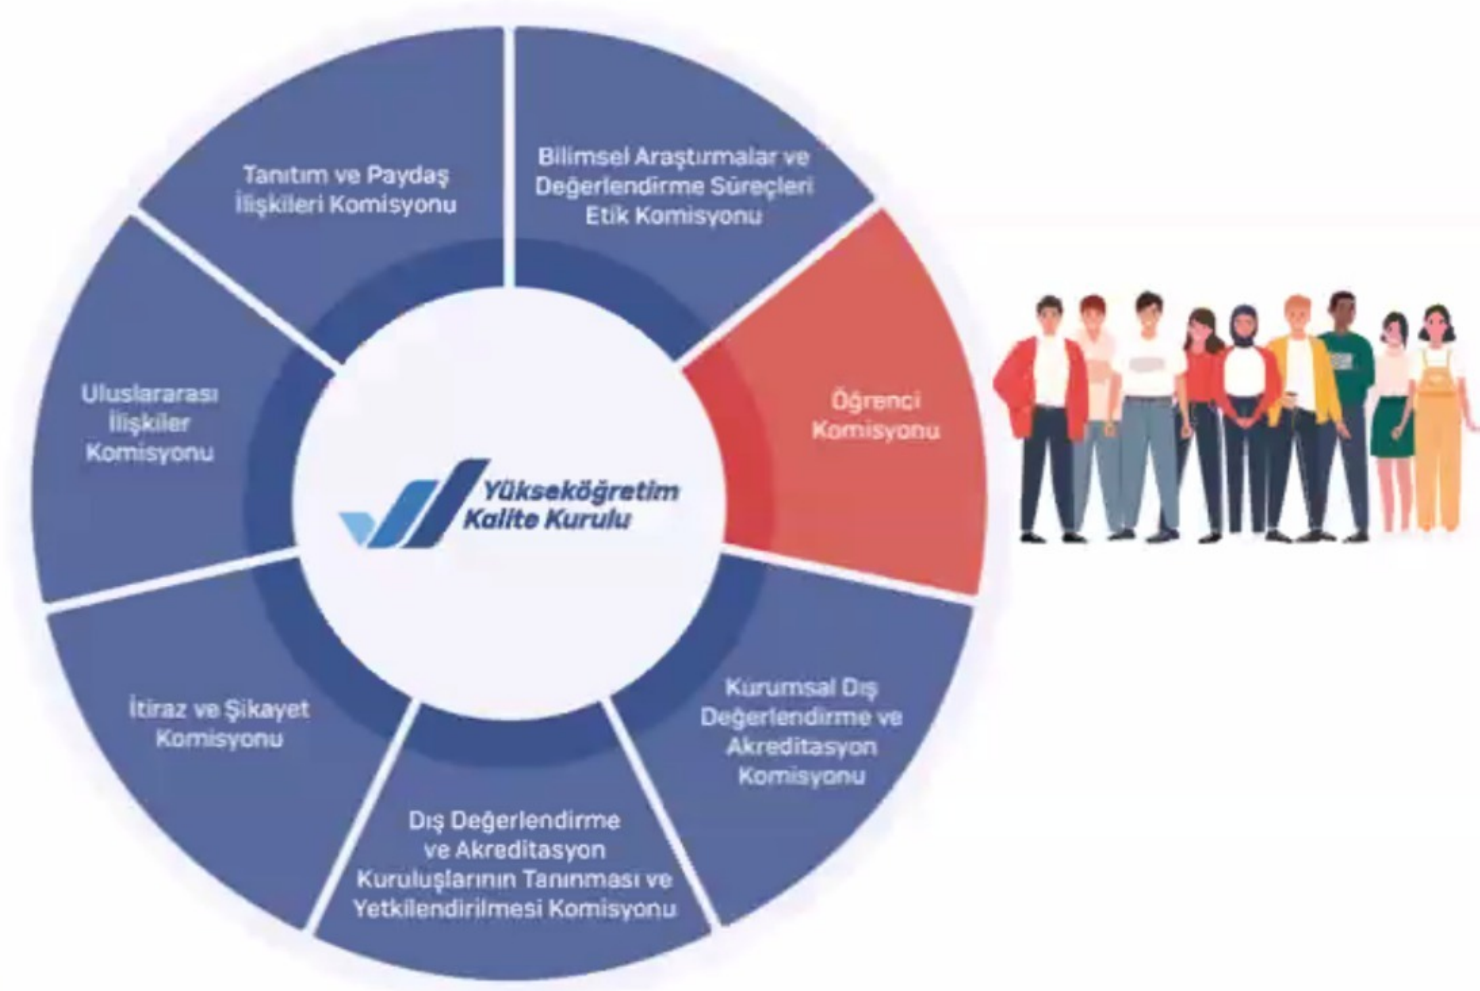 Tanıtım ve Paydaş
İlişkileri Komisyonu
Bilimsel Araştırmalar ve
Değerlendirme Süreçleri
Etik Komisyonu
Öğrenci
Komisyonu
Kurumsal Dış
Değerlendirme ve
Akreditasyon
Komisyonu
Dış Değerlendirme
ve Akreditasyon
Kuruluşlarının Tanınması ve
Yetkilendirilmesi Komisyonu
İtiraz ve Şikayet
Komisyonu
Uluslararası
İlişkiler
Komisyonu
Yükseköğretim
Kalite Kurulu